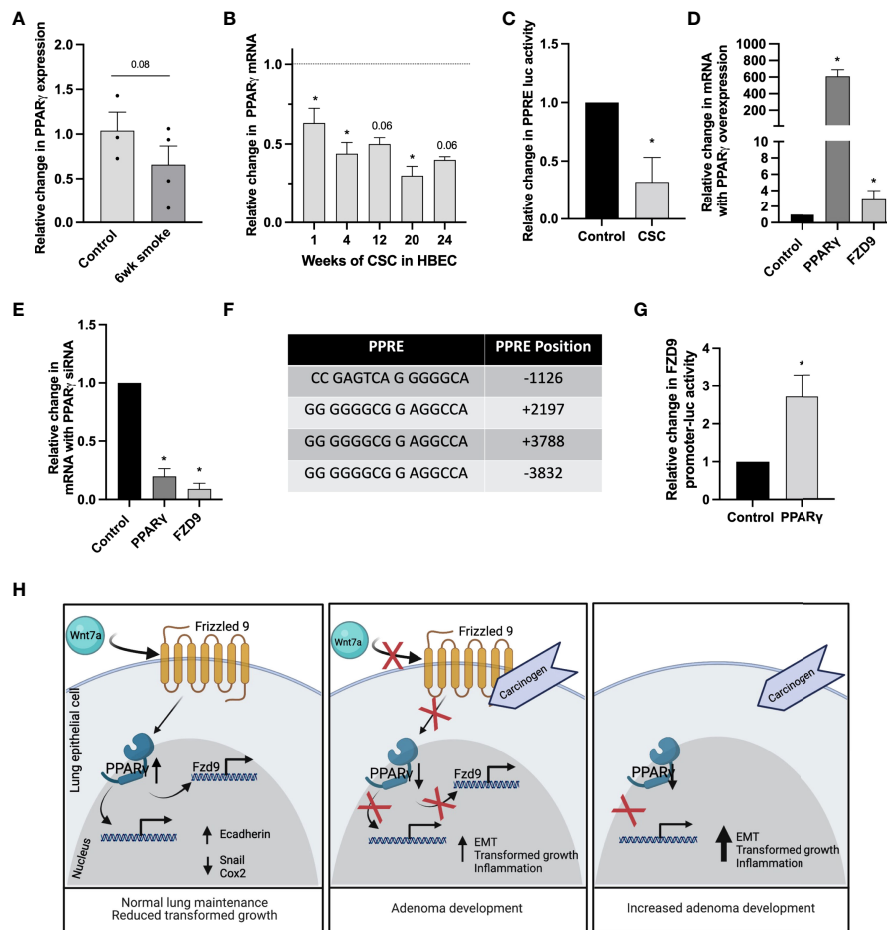 A
Relative change in PPARγ expression
2.0
1.5
1.0
0.5
0.0
0.08
Control
6wk smoke
B
Relative change in PPARγ mRNA
1.0
0.5
0.0
*
*
0.06
*
0.06
1 4 12 20 24
Weeks of CSC in HBEC
C
Relative change in PPRE luc activity
1.5
1.0
0.5
0.0
*
Control CSC
D
Relative change in mRNA
with PPARγ overexpression
1000
800
600
400
200
10
8
6
4
2
0
*
*
Control
PPARγ
FZD9
E
Relative change in
mRNA with PPARγ siRNA
1.5
1.0
0.5
0.0
*
*
Control
PPARγ
FZD9
F
PPRE PPRE Position
CC GAGTCA G GGGGCA -1126
GG GGGGCG G AGGCCA +2197
GG GGGGCG G AGGCCA +3788
GG GGGGCG G AGGCCA -3832
G
Relative change in FZD9
promoter-luc activity
4
3
2
1
0
*
Control PPARγ
H
Wnt7a
Frizzled 9
Lung epithelial cell
PPARγ
Fzd9
Nucleus
Ecadherin
Snail
Cox2
Normal lung maintenance
Reduced transformed growth
Wnt7a
Frizzled 9
Carcinogen
PPARγ
Fzd9
EMT
Transformed growth
Inflammation
Adenoma development
Carcinogen
PPARγ
EMT
Transformed growth
Inflammation
Increased adenoma development